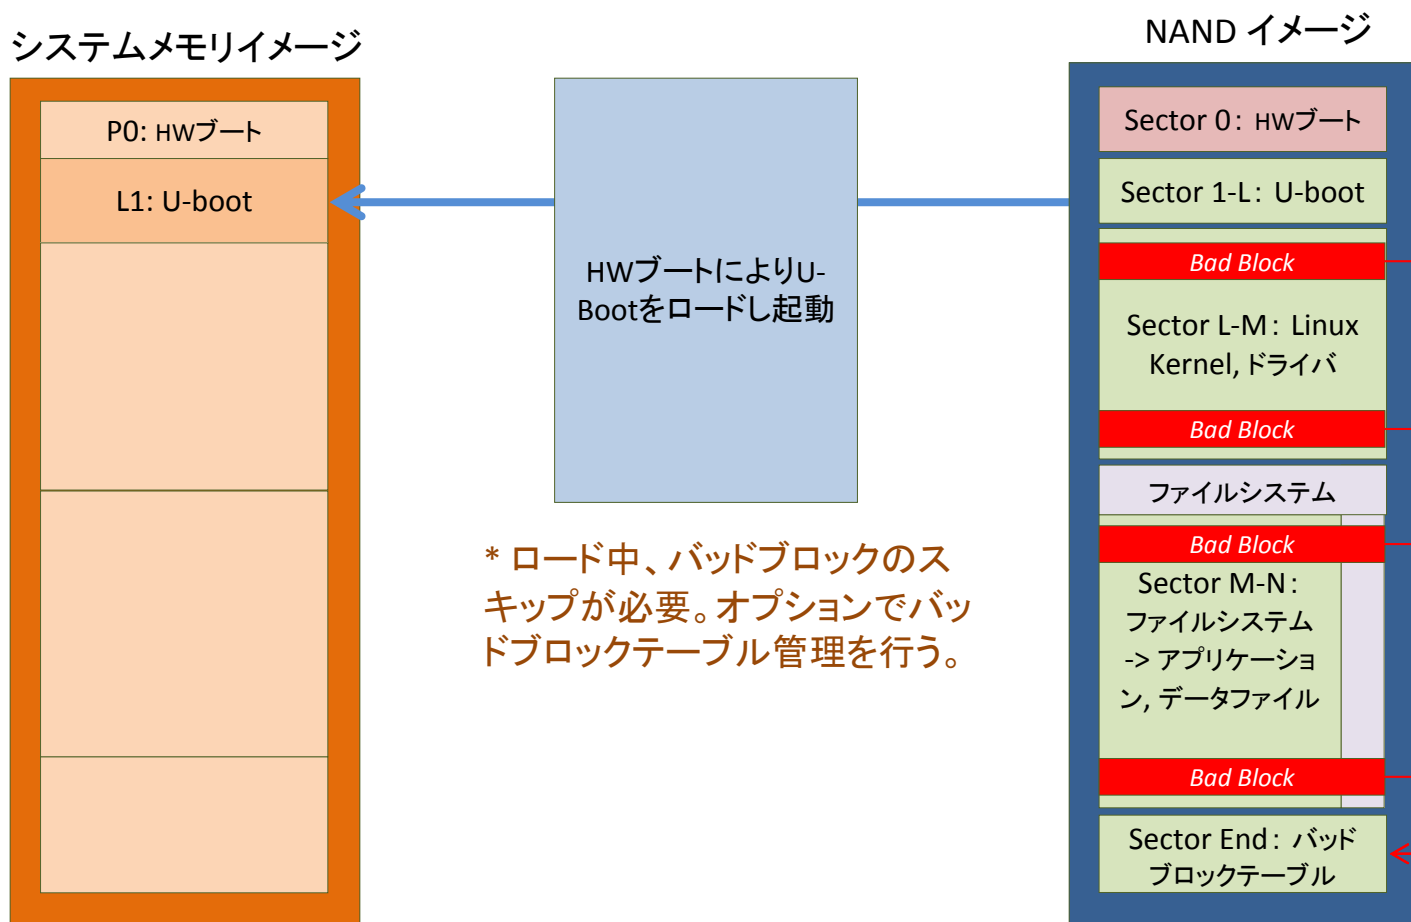 システムメモリイメージ
P0: HWブート
L1: U-boot
HWブートによりU-
Bootをロードし起動
* ロード中、バッドブロックのス
キップが必要。オプションでバッ
ドブロックテーブル管理を行う。
NAND イメージ
Sector 0： HWブート
Sector 1-L： U-boot
Bad Block
Sector L-M： Linux
Kernel, ドライバ
Bad Block
ファイルシステム
Bad Block
Sector M-N：
ファイルシステム
-> アプリケーショ
ン, データファイル
Bad Block
Sector End： バッド
ブロックテーブル